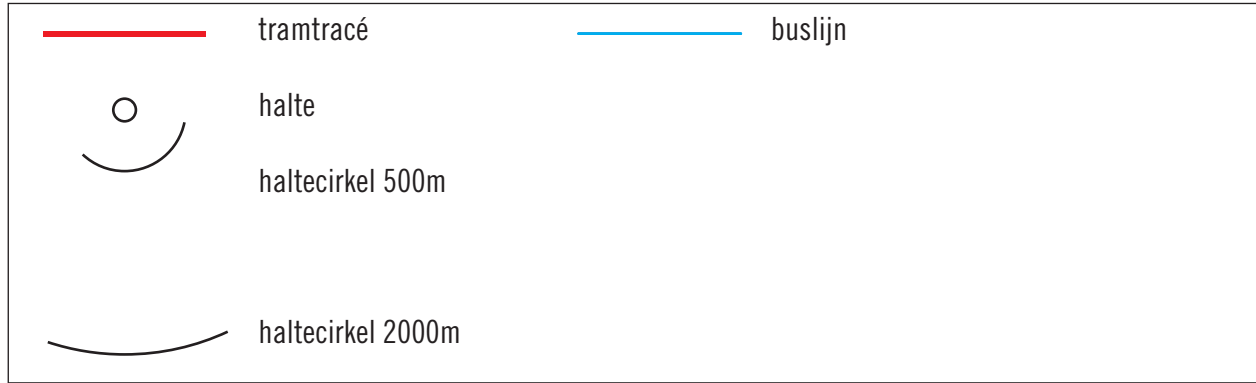 tramtracé
buslijn
halte
haltecirkel 500m
haltecirkel 2000m